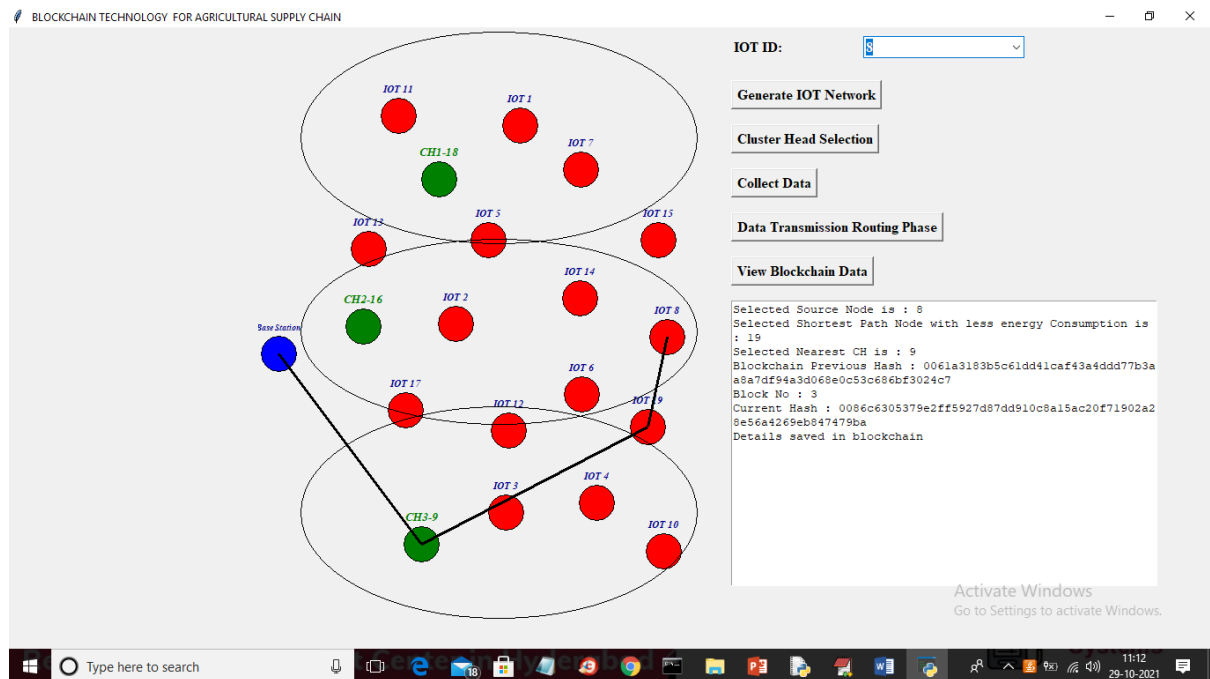 BLOCKCHAIN TECHNOLOGY FOR AGRICULTURAL SUPPLY CHAIN
IOT 11
IOT 1
IOT 7
CH1-18
IOT 13
IOT 5
IOT 15
IOT 14
CH2-16
IOT 2
IOT 8
Base Station
IOT 6
IOT 17
IOT 12
IOT 19
IOT 3
IOT 4
CH3-9
IOT 10
IOT ID:
8
Generate IOT Network
Cluster Head Selection
Collect Data
Data Transmission Routing Phase
View Blockchain Data
Selected Source Node is : 8
Selected Shortest Path Node with less energy Consumption is
: 19
Selected Nearest CH is : 9
Blockchain Previous Hash : 0061a3183b5c61dd41caf43a4ddd77b3a
a8a7df94a3d068e0c53c686bf3024c7
Block No : 3
Current Hash : 0086c6305379e2ff5927d87dd910c8a15ac20f71902a2
8e56a4269eb847479ba
Details saved in blockchain
Activate Windows
Go to Settings to activate Windows.
Type here to search
18
11:12
29-10-2021